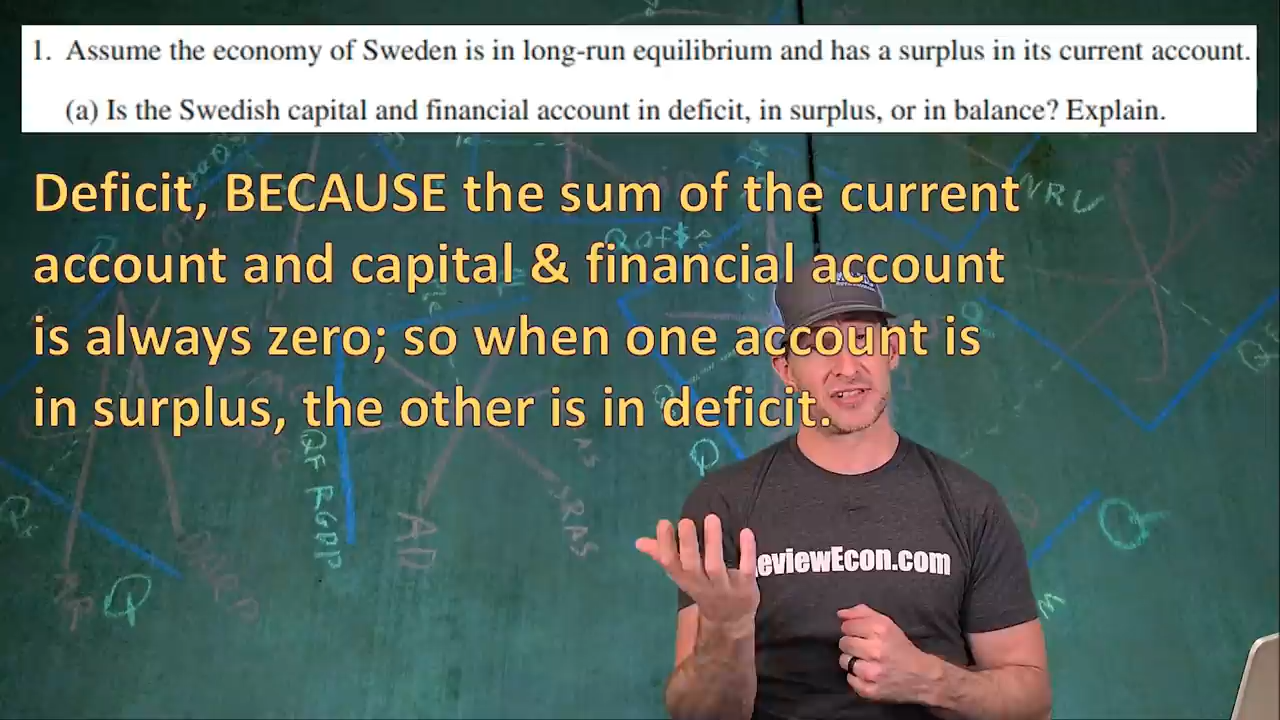 1. Assume the economy of Sweden is in long-run equilibrium and has a surplus in its current account.
(a) Is the Swedish capital and financial account in deficit, in surplus, or in balance? Explain.
Deficit, BECAUSE the sum of the current
account and capital & financial account
is always zero; so when one account is
in surplus, the other is in deficit.
NRU
Q
AD
SRAS
Q
Q
eviewEcon.com